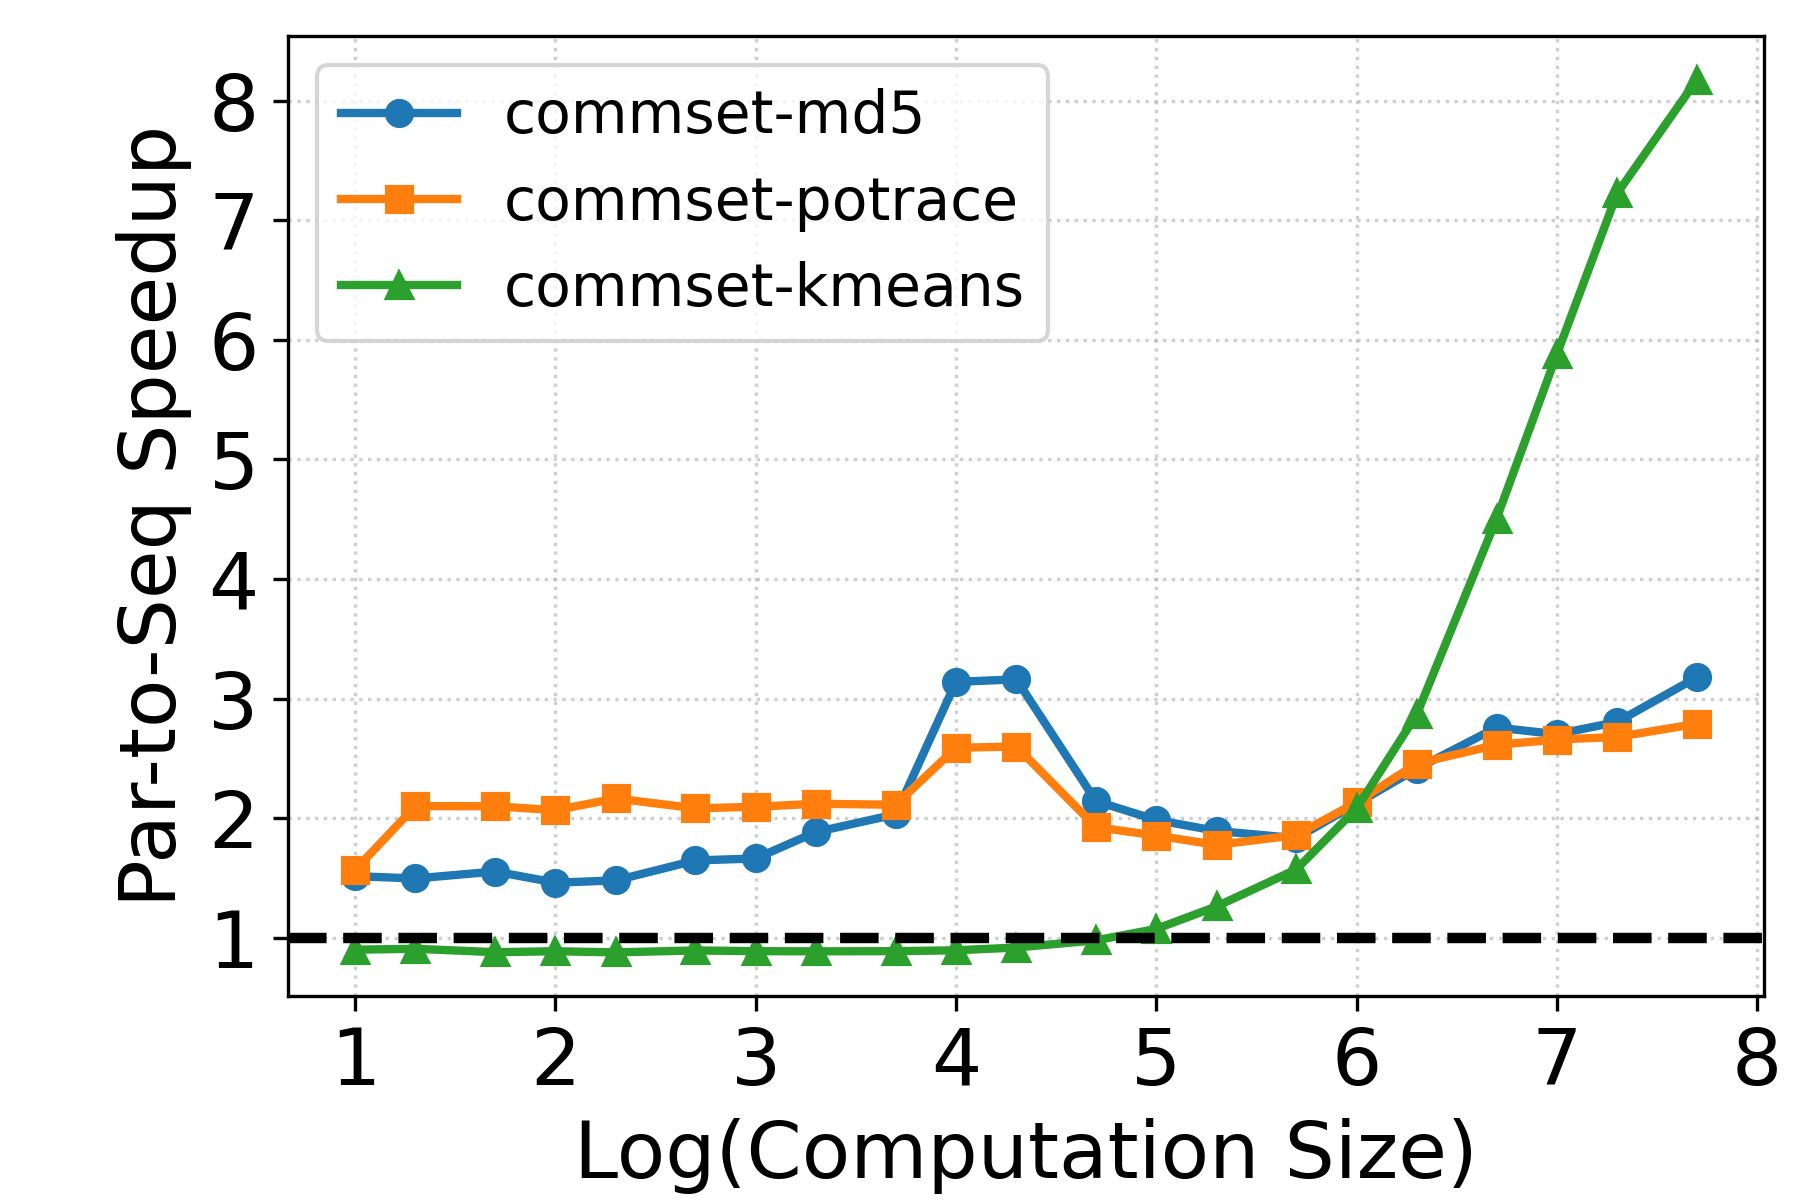 commset-md5
commset-potrace
commset-kmeans
8
7
6
5
4
3
2
1
Par-to-Seq Speedup
1 2 3 4 5 6 7 8
Log(Computation Size)